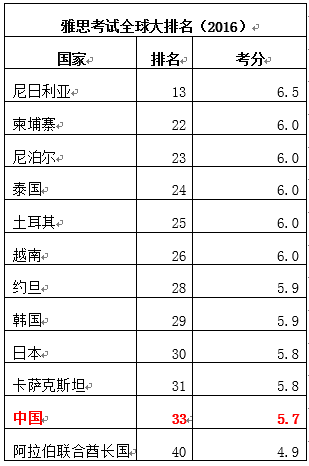 雅思考试全球大排名（2016）
国家 排名 考分
尼日利亚 13 6.5
柬埔寨 22 6.0
尼泊尔 23 6.0
泰国 24 6.0
土耳其 25 6.0
越南 26 6.0
约旦 28 5.9
韩国 29 5.9
日本 30 5.8
卡萨克斯坦 31 5.8
中国 33 5.7
阿拉伯联合酋长国 40 4.9